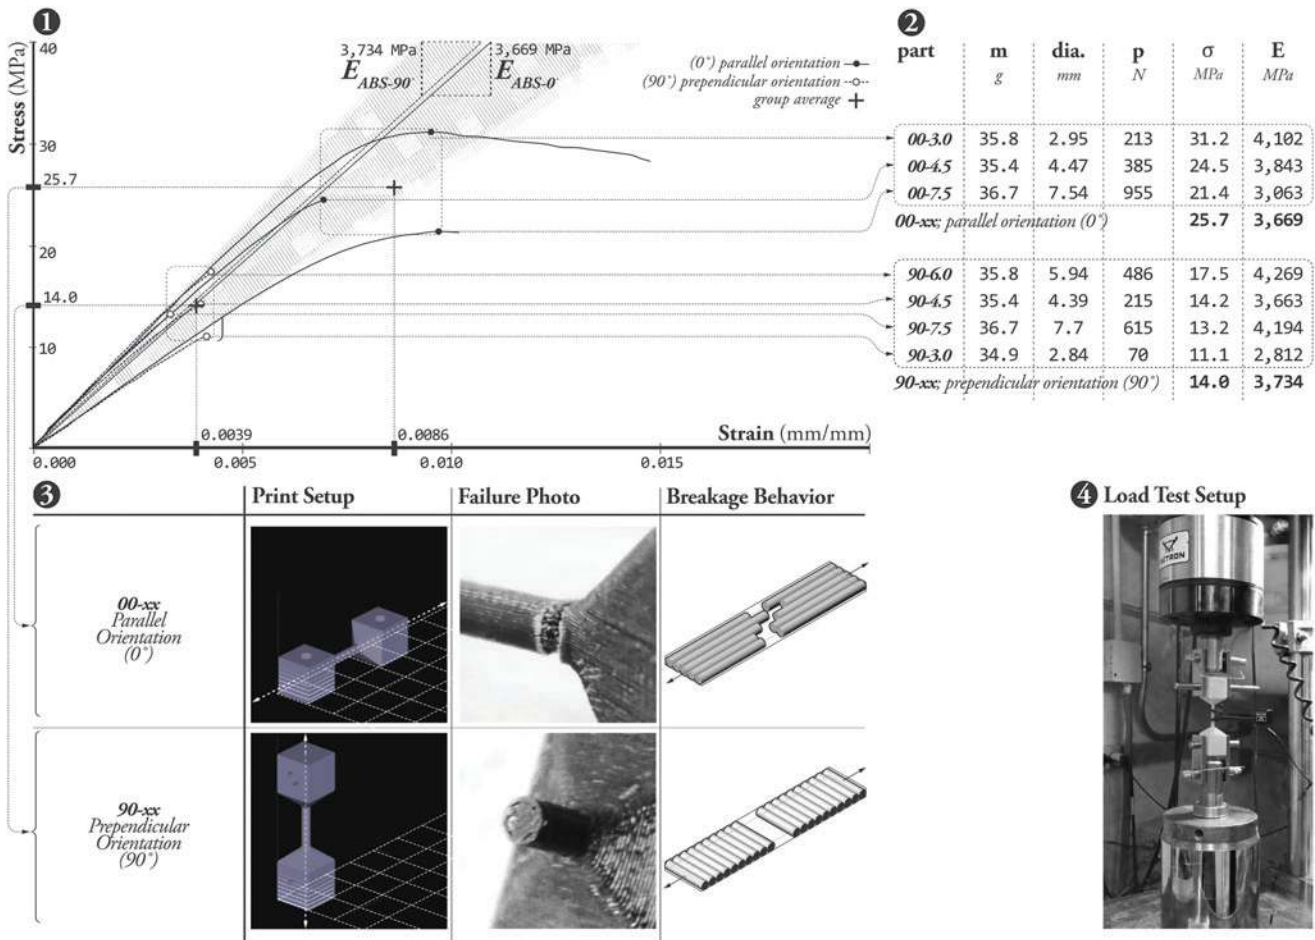 1
40
30
25.7
20
14.0
10
Stress (MPa)
3,734 MPa
É ABS-90°
3,669 MPa
É ABS-0°
(0°) parallel orientation
(90°) prependicular orientation
group average
0.0039
0.0086
Strain (mm/mm)
0.000
0.005
0.010
0.015
2
part m dia. p σ E
g mm N MPa MPa
00-3.0 35.8 2.95 213 31.2 4,102
00-4.5 35.4 4.47 385 24.5 3,843
00-7.5 36.7 7.54 955 21.4 3,063
00-xx; parallel orientation (0°) 25.7 3,669
90-6.0 35.8 5.94 486 17.5 4,269
90-4.5 35.4 4.39 215 14.2 3,663
90-7.5 36.7 7.7 615 13.2 4,194
90-3.0 34.9 2.84 70 11.1 2,812
90-xx; prependicular orientation (90°) 14.0 3,734
3
Print Setup
Failure Photo
Breakage Behavior
00-xx
Parallel
Orientation
(0°)
90-xx
Prependicular
Orientation
(90°)
4 Load Test Setup